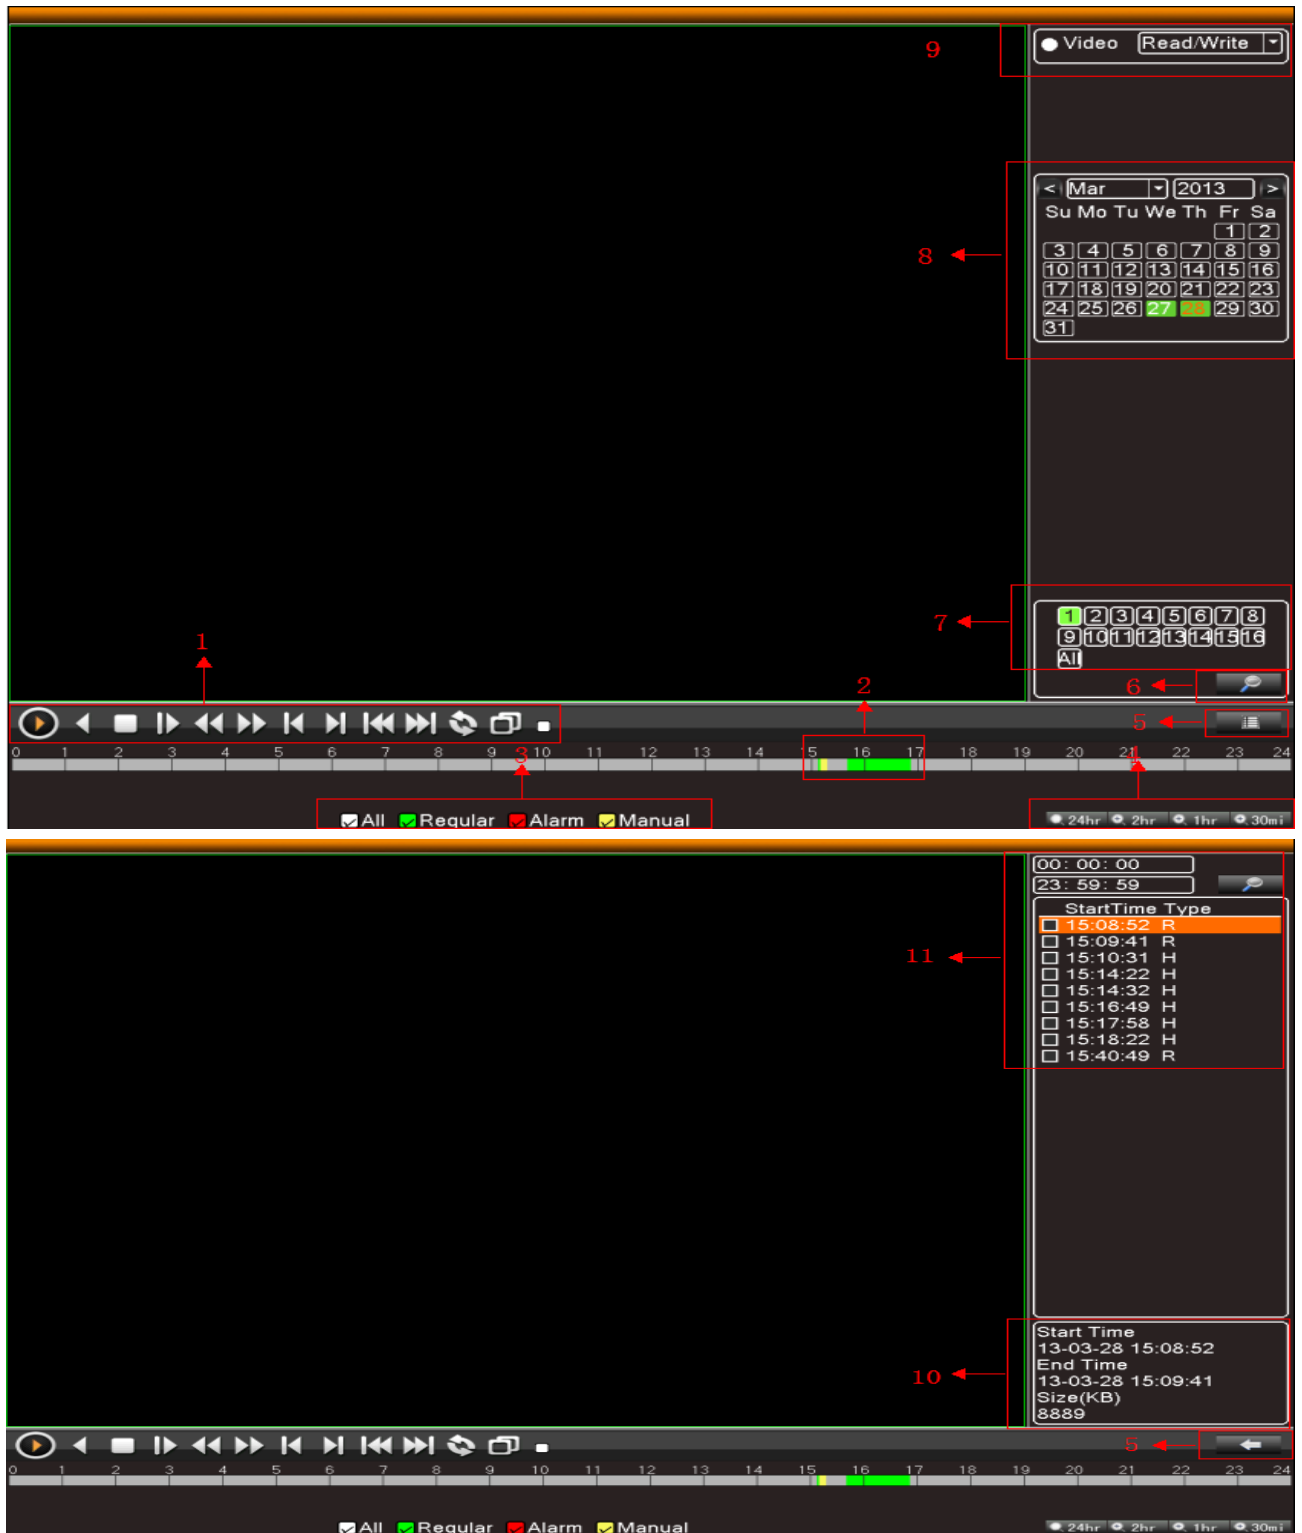 9
Video Read/Write
< Mar 2013 >
Su Mo Tu We Th Fr Sa
1 2
3 4 5 6 7 8 9
10 11 12 13 14 15 16
17 18 19 20 21 22 23
24 25 26 27 28 29 30
31
8
7
1 2 3 4 5 6 7 8
9 10 11 12 13 14 15 16
All
1
2
6
5
0 1 2 3 4 5 6 7 8 9 10 11 12 13 14 15 16 17 18 19 20 21 22 23 24
3
4
All Regular Alarm Manual
24hr 2hr 1hr 30mi
00:00:00
23:59:59
StartTime Type
15:08:52 R
15:09:41 R
15:10:31 H
15:14:22 H
15:14:32 H
15:16:49 H
15:17:58 H
15:18:22 H
15:40:49 R
11
Start Time
13-03-28 15:08:52
End Time
13-03-28 15:09:41
Size(KB)
8889
10
5
0 1 2 3 4 5 6 7 8 9 10 11 12 13 14 15 16 17 18 19 20 21 22 23 24
All Regular Alarm Manual
24hr 2hr 1hr 30mi